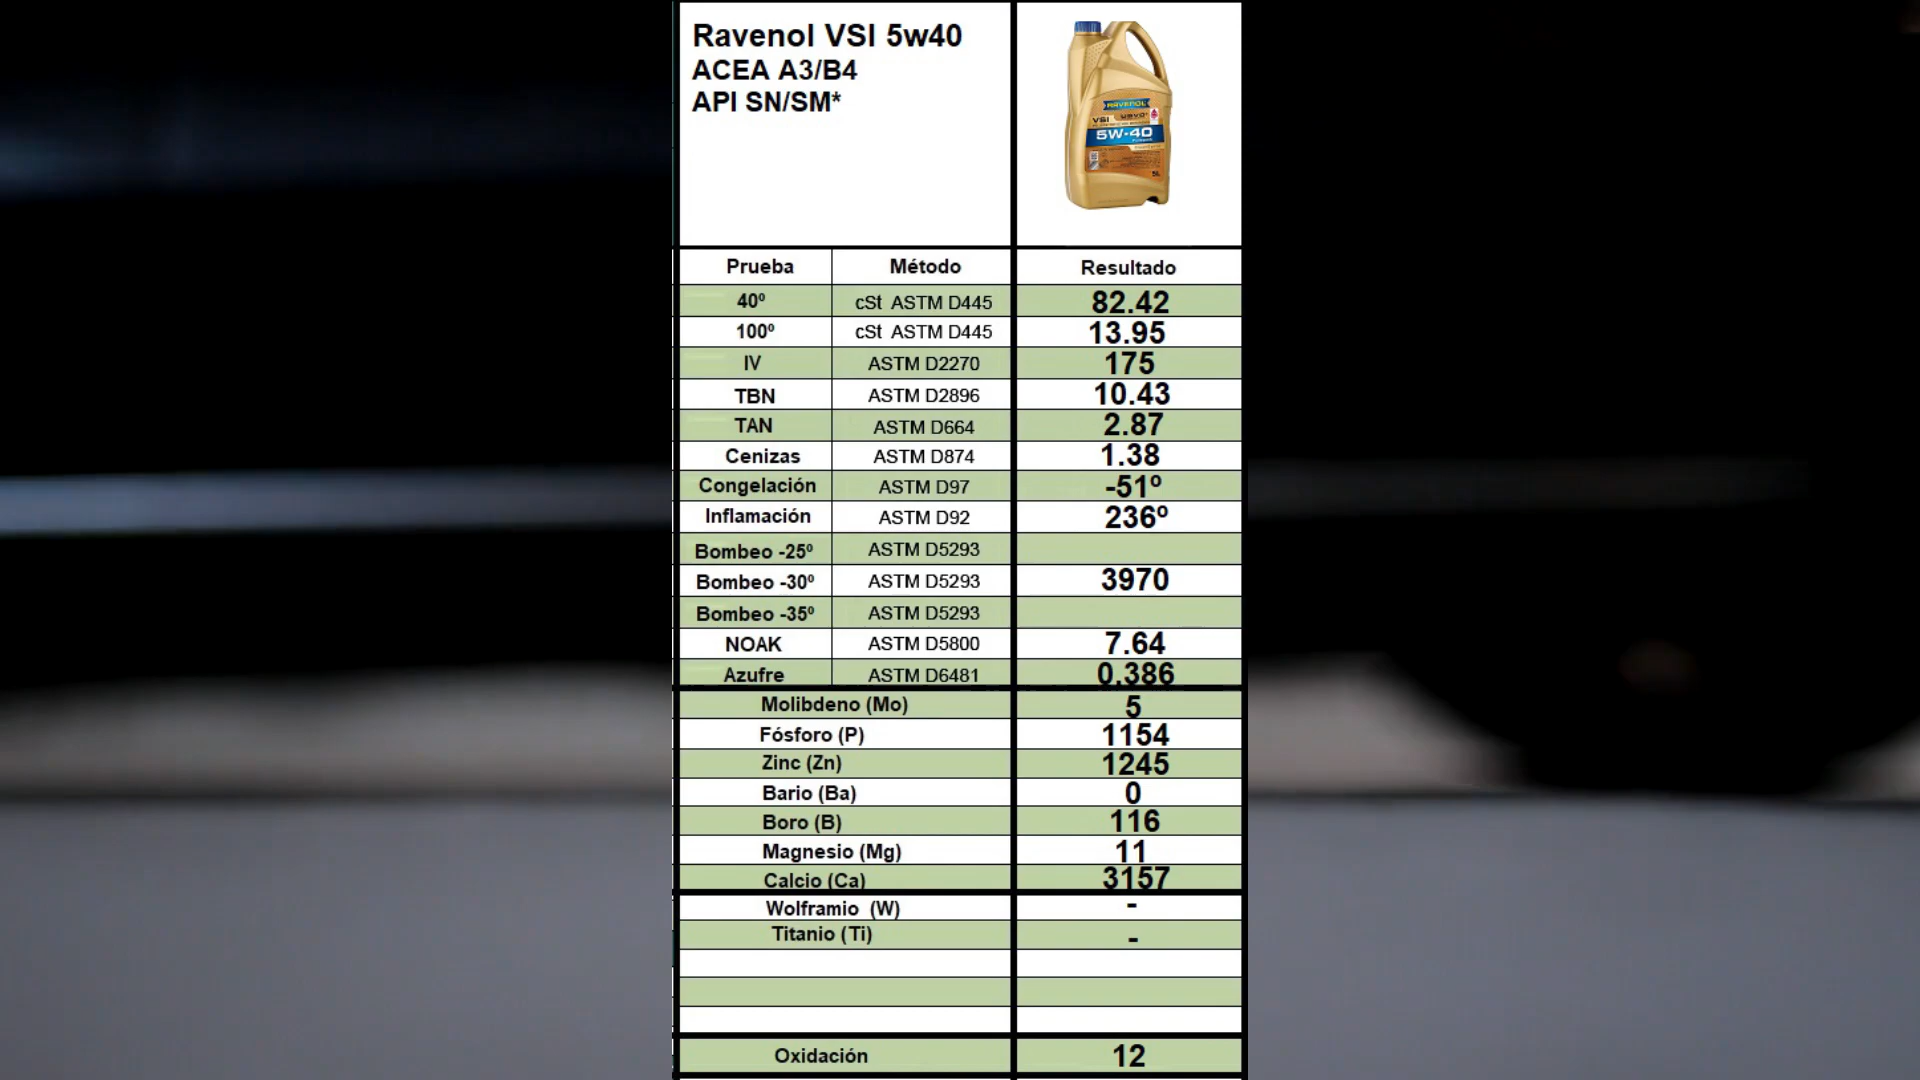 Ravenol VSI 5w40
ACEA A3/B4
API SN/SM*
RAVENOL
VSI
5W-40
5L
Prueba Método Resultado
40º cSt ASTM D445 82.42
100º cSt ASTM D445 13.95
IV ASTM D2270 175
TBN ASTM D2896 10.43
TAN ASTM D664 2.87
Cenizas ASTM D874 1.38
Congelación ASTM D97 -51º
Inflamación ASTM D92 236º
Bombeo -25º ASTM D5293
Bombeo -30º ASTM D5293 3970
Bombeo -35º ASTM D5293
NOAK ASTM D5800 7.64
Azufre ASTM D6481 0.386
Molibdeno (Mo) 5
Fósforo (P) 1154
Zinc (Zn) 1245
Bario (Ba) 0
Boro (B) 116
Magnesio (Mg) 11
Calcio (Ca) 3157
Wolframio (W) -
Titanio (Ti) -
Oxidación 12